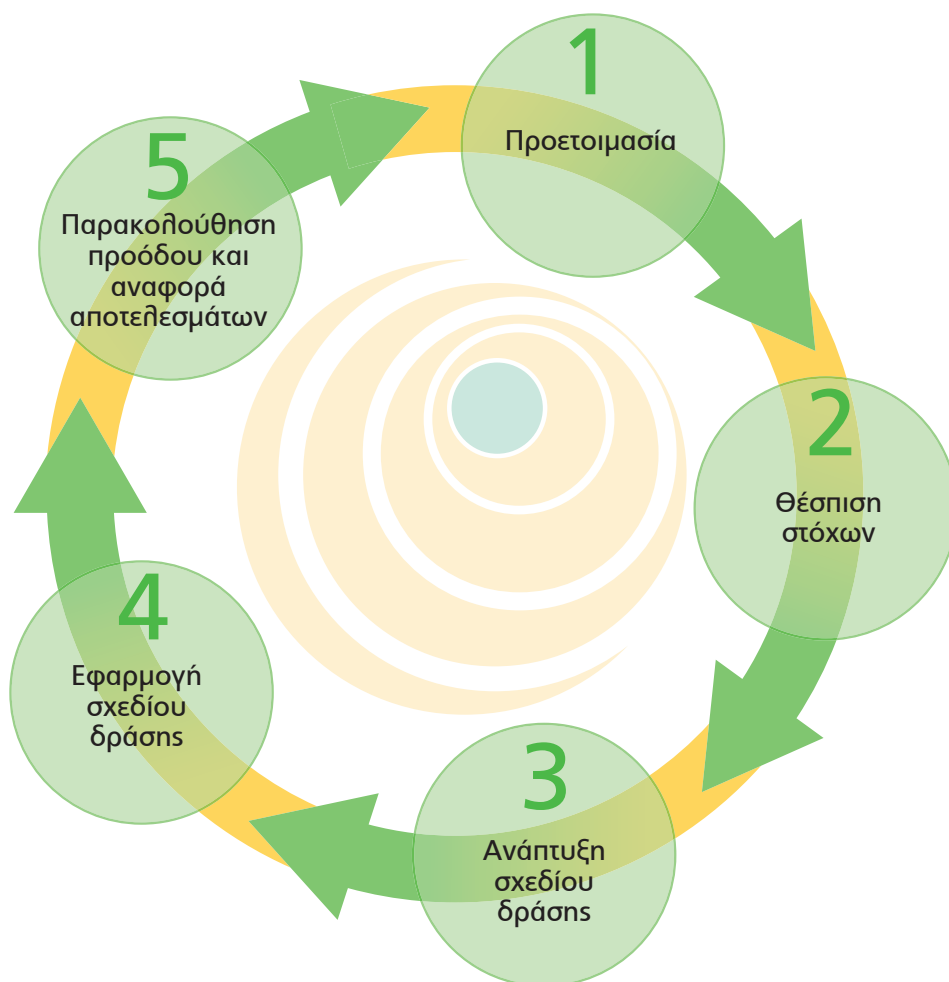 1
Προετοιμασία
2
Θέσπιση
στόχων
3
Ανάπτυξη
σχεδίου
δράσης
4
Εφαρμογή
σχεδίου
δράσης
5
Παρακολούθηση
προόδου και
αναφορά
αποτελεσμάτων